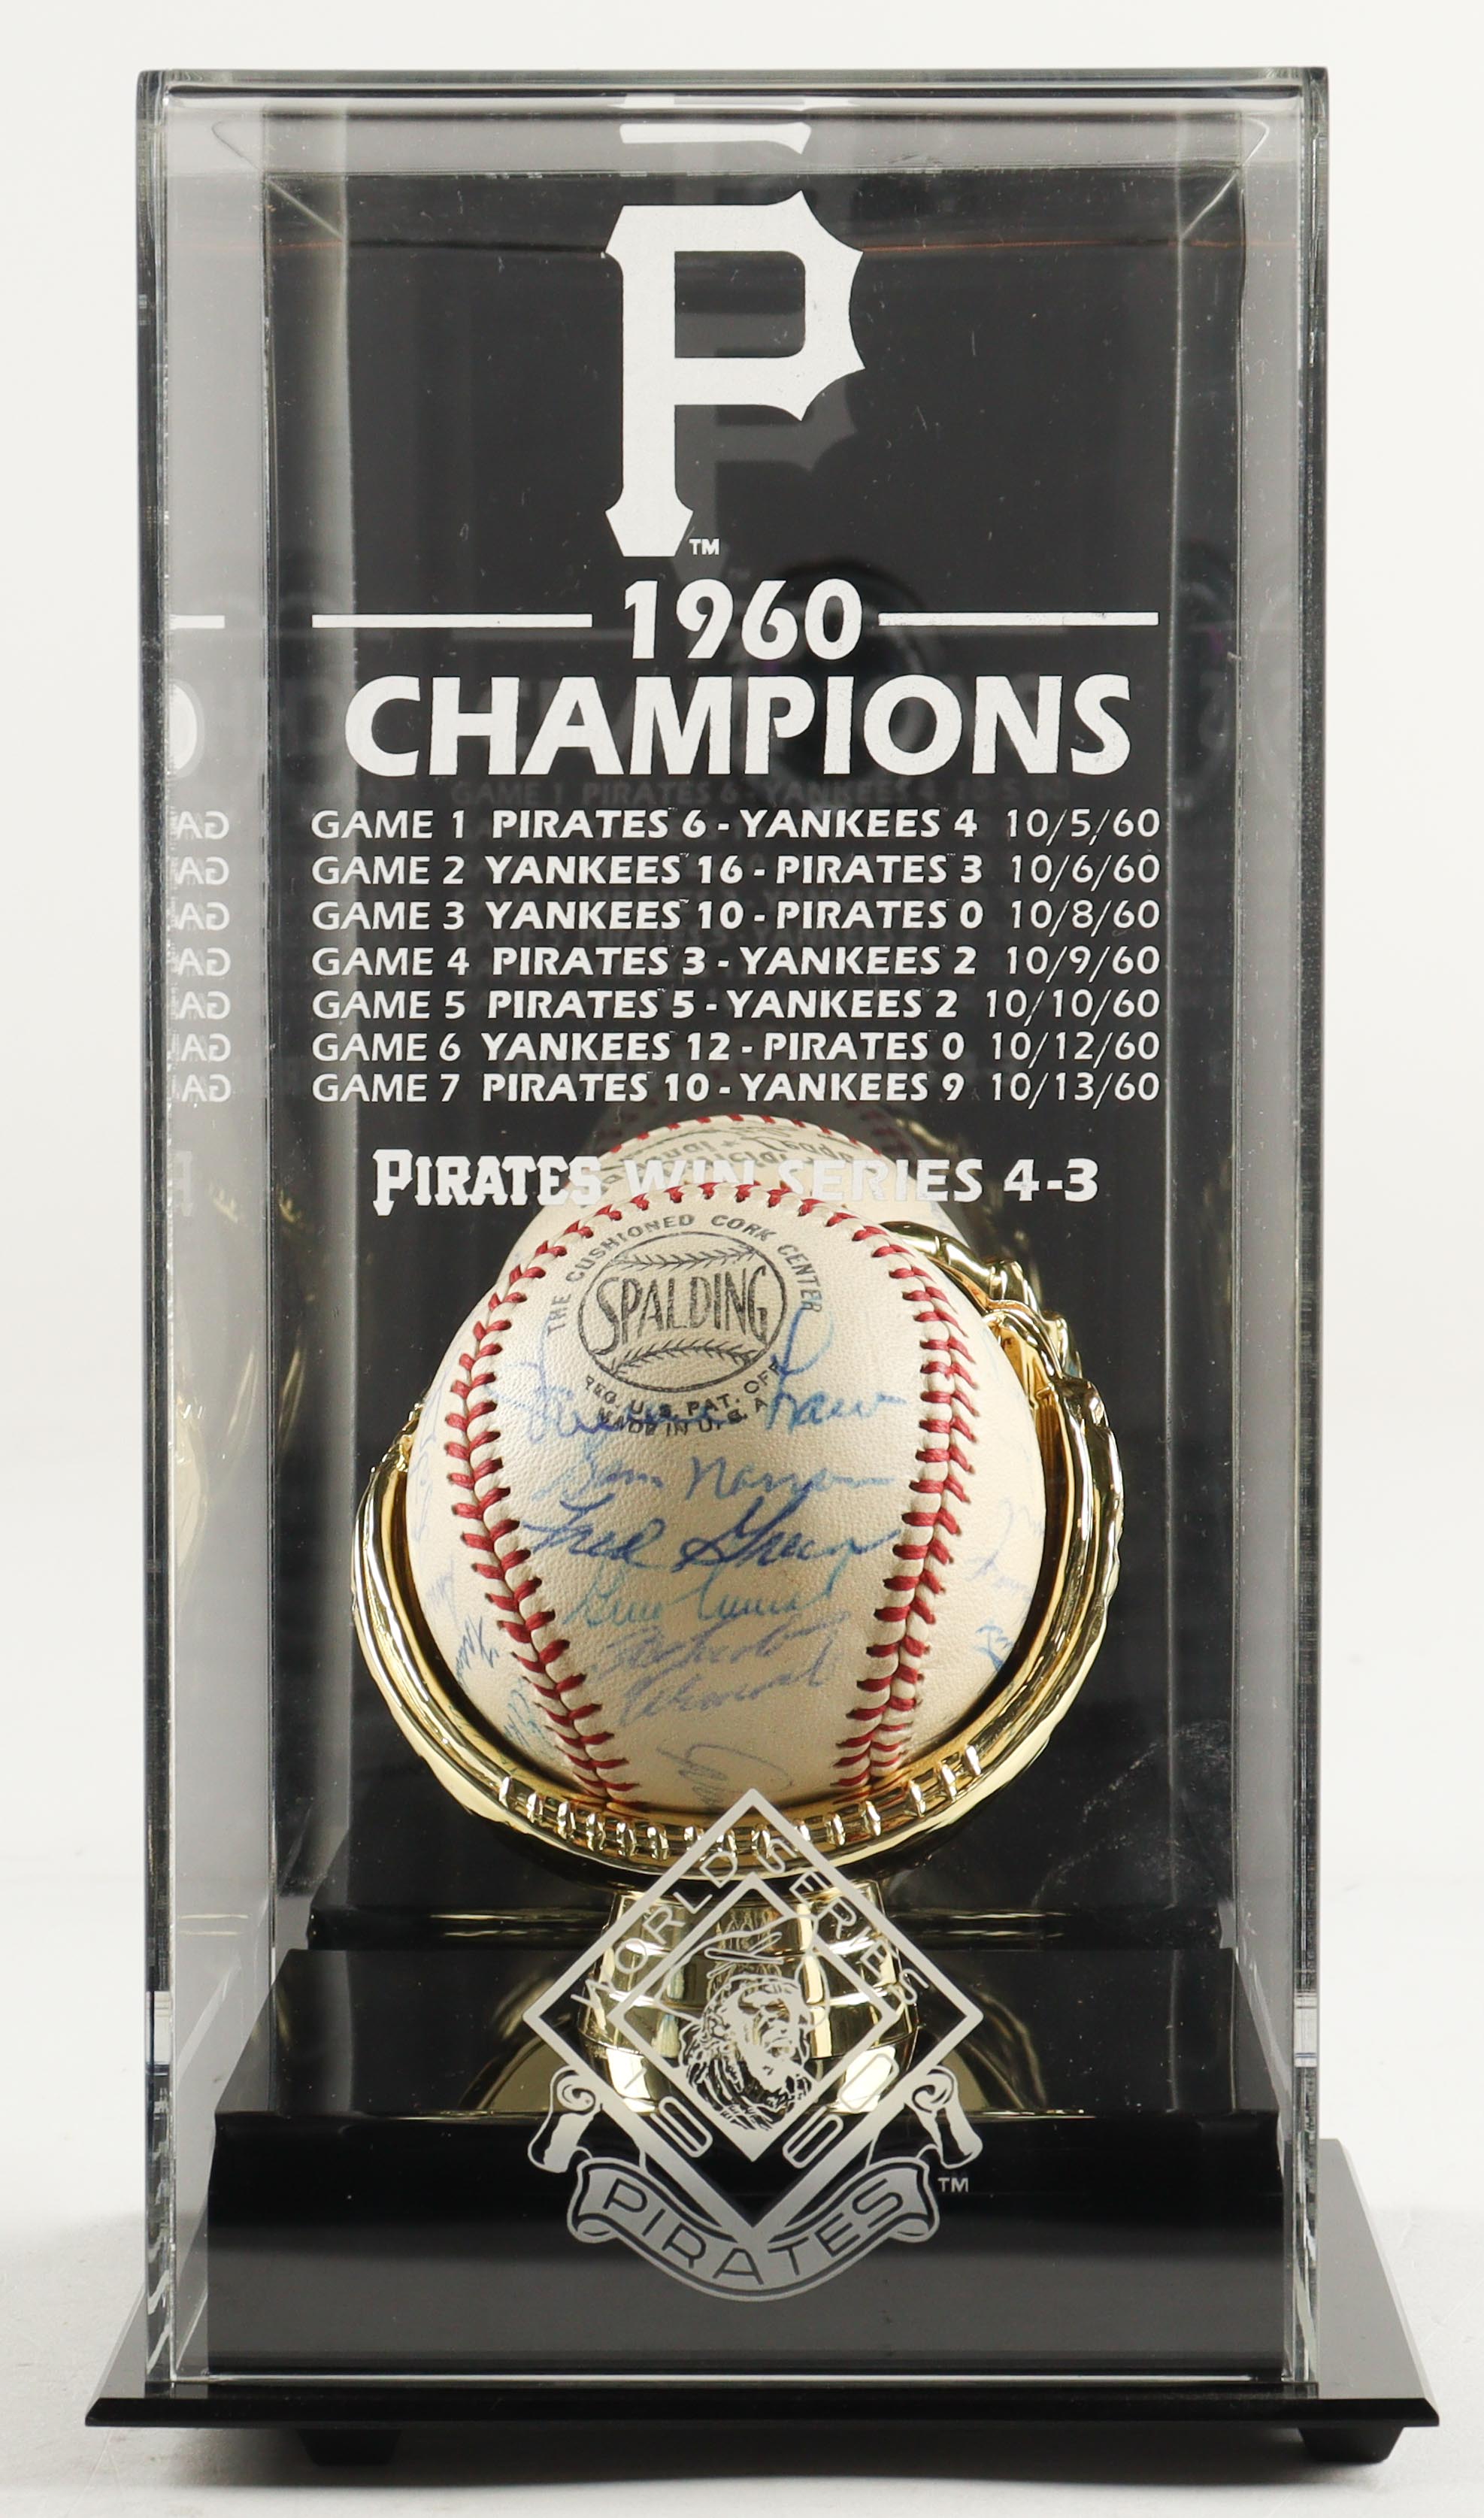 P
TM
1960
CHAMPIONS
GAME 1 PIRATES 6 - YANKEES 4 10/5/60
GAME 2 YANKEES 16 - PIRATES 3 10/6/60
GAME 3 YANKEES 10 - PIRATES 0 10/8/60
GAME 4 PIRATES 3 - YANKEES 2 10/9/60
GAME 5 PIRATES 5 - YANKEES 2 10/10/60
GAME 6 YANKEES 12 - PIRATES 0 10/12/60
GAME 7 PIRATES 10 - YANKEES 9 10/13/60
PIRATES WIN SERIES 4-3
THE CUSHIONED CORK CENTER
SPALDING
REG. U.S. PAT. OFF.
MADE IN U.S.A.
Law
Fred Green
WORLD SERIES
1960
PIRATES
TM